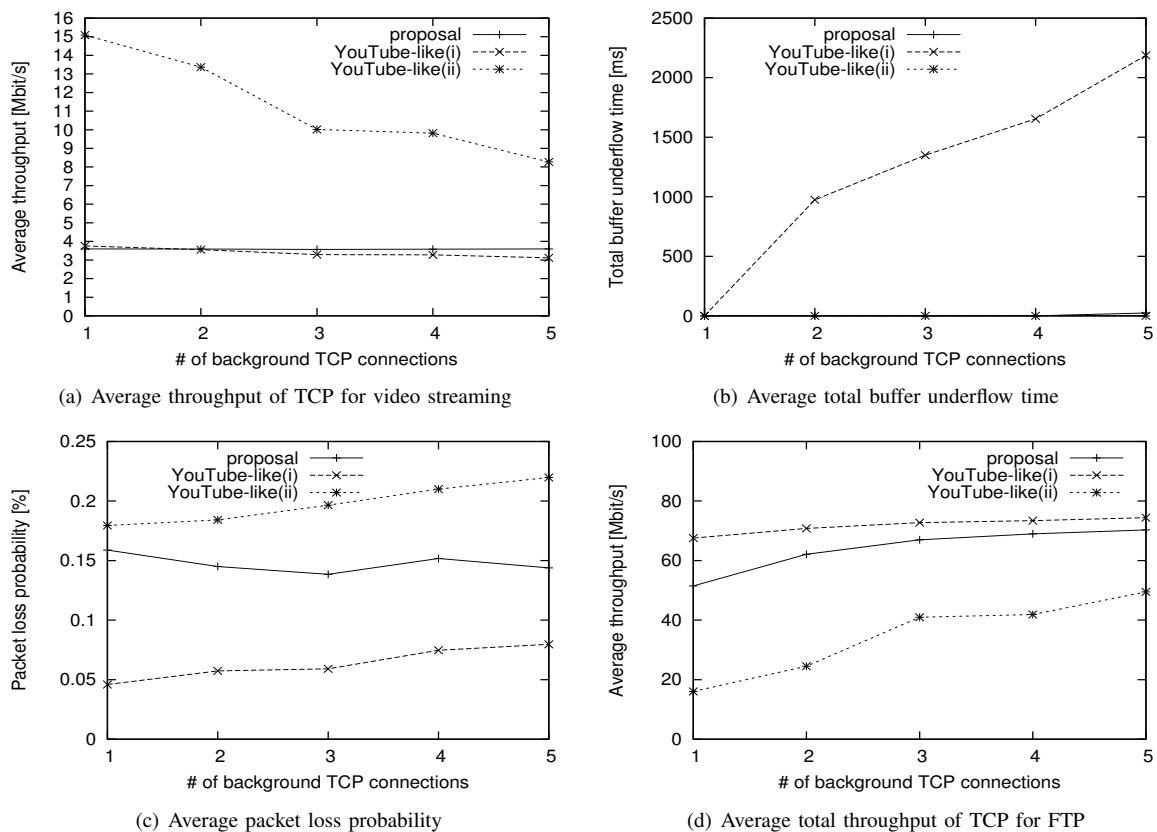 16
15
14
13
12
11
10
9
8
7
6
5
4
3
2
1
0
Average throughput [Mbit/s]
proposal
YouTube-like(i)
YouTube-like(ii)
1 2 3 4 5
# of background TCP connections
(a) Average throughput of TCP for video streaming
2500
2000
1500
1000
500
0
Total buffer underflow time [ms]
proposal
YouTube-like(i)
YouTube-like(ii)
1 2 3 4 5
# of background TCP connections
(b) Average total buffer underflow time
0.25
0.2
0.15
0.1
0.05
0
Packet loss probability [%]
proposal
YouTube-like(i)
YouTube-like(ii)
1 2 3 4 5
# of background TCP connections
(c) Average packet loss probability
100
80
60
40
20
0
Average throughput [Mbit/s]
proposal
YouTube-like(i)
YouTube-like(ii)
1 2 3 4 5
# of background TCP connections
(d) Average total throughput of TCP for FTP